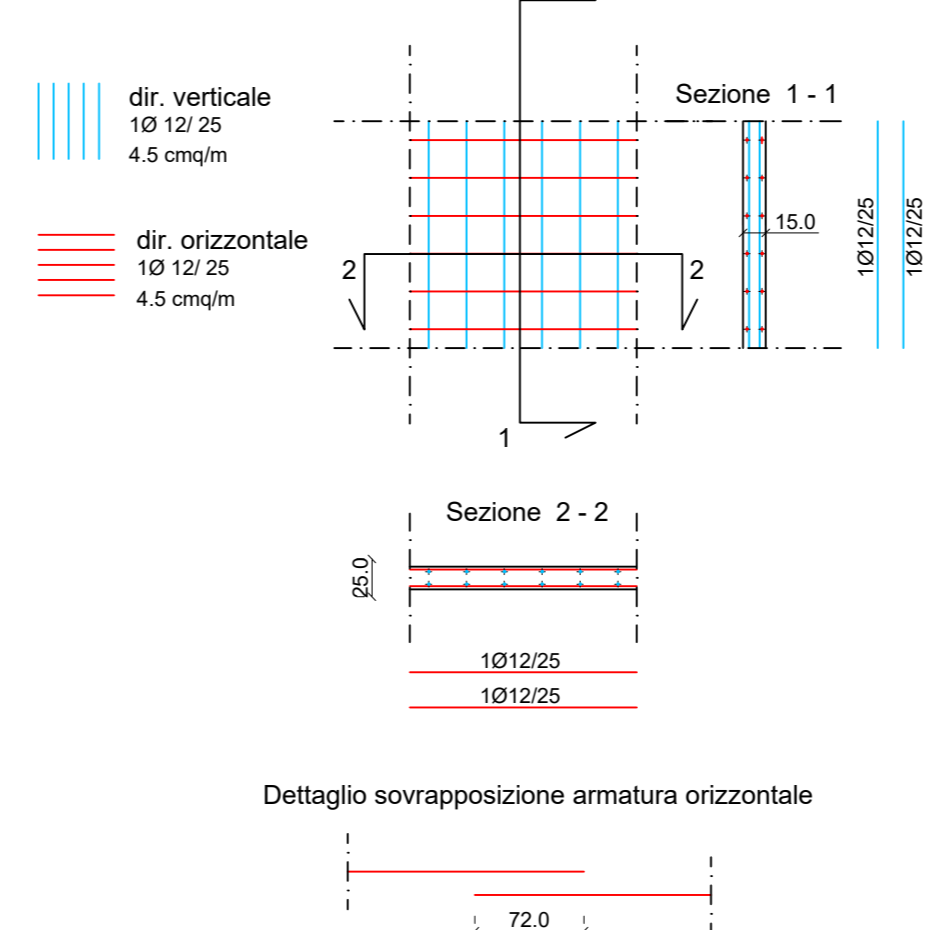 dir. verticale
1Ø 12/ 25
4.5 cmq/m
Sezione 1 - 1
15.0
1Ø12/25
1Ø12/25
dir. orizzontale
1Ø 12/ 25
4.5 cmq/m
2
2
1
Sezione 2 - 2
25.0
1Ø12/25
1Ø12/25
Dettaglio sovrapposizione armatura orizzontale
72.0